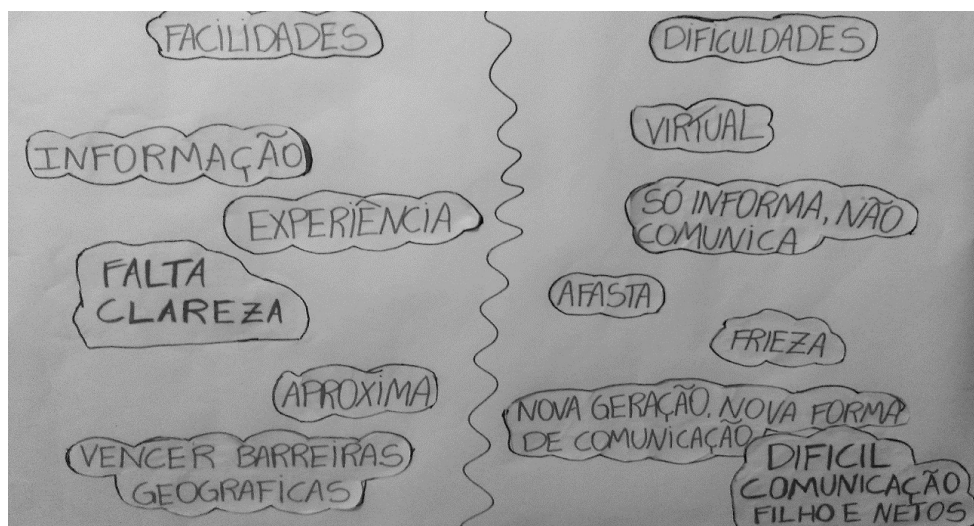 FACILIDADES
INFORMAÇÃO
EXPERIÊNCIA
FALTA
CLAREZA
APROXIMA
VENCER BARREIRAS
GEOGRAFICAS
DIFICULDADES
VIRTUAL
SÓ INFORMA, NÃO
COMUNICA
AFASTA
FRIEZA
NOVA GERAÇÃO. NOVA FORMA
DE COMUNICAÇÃO
DIFICIL
COMUNICAÇÃO
FILHO E NETOS